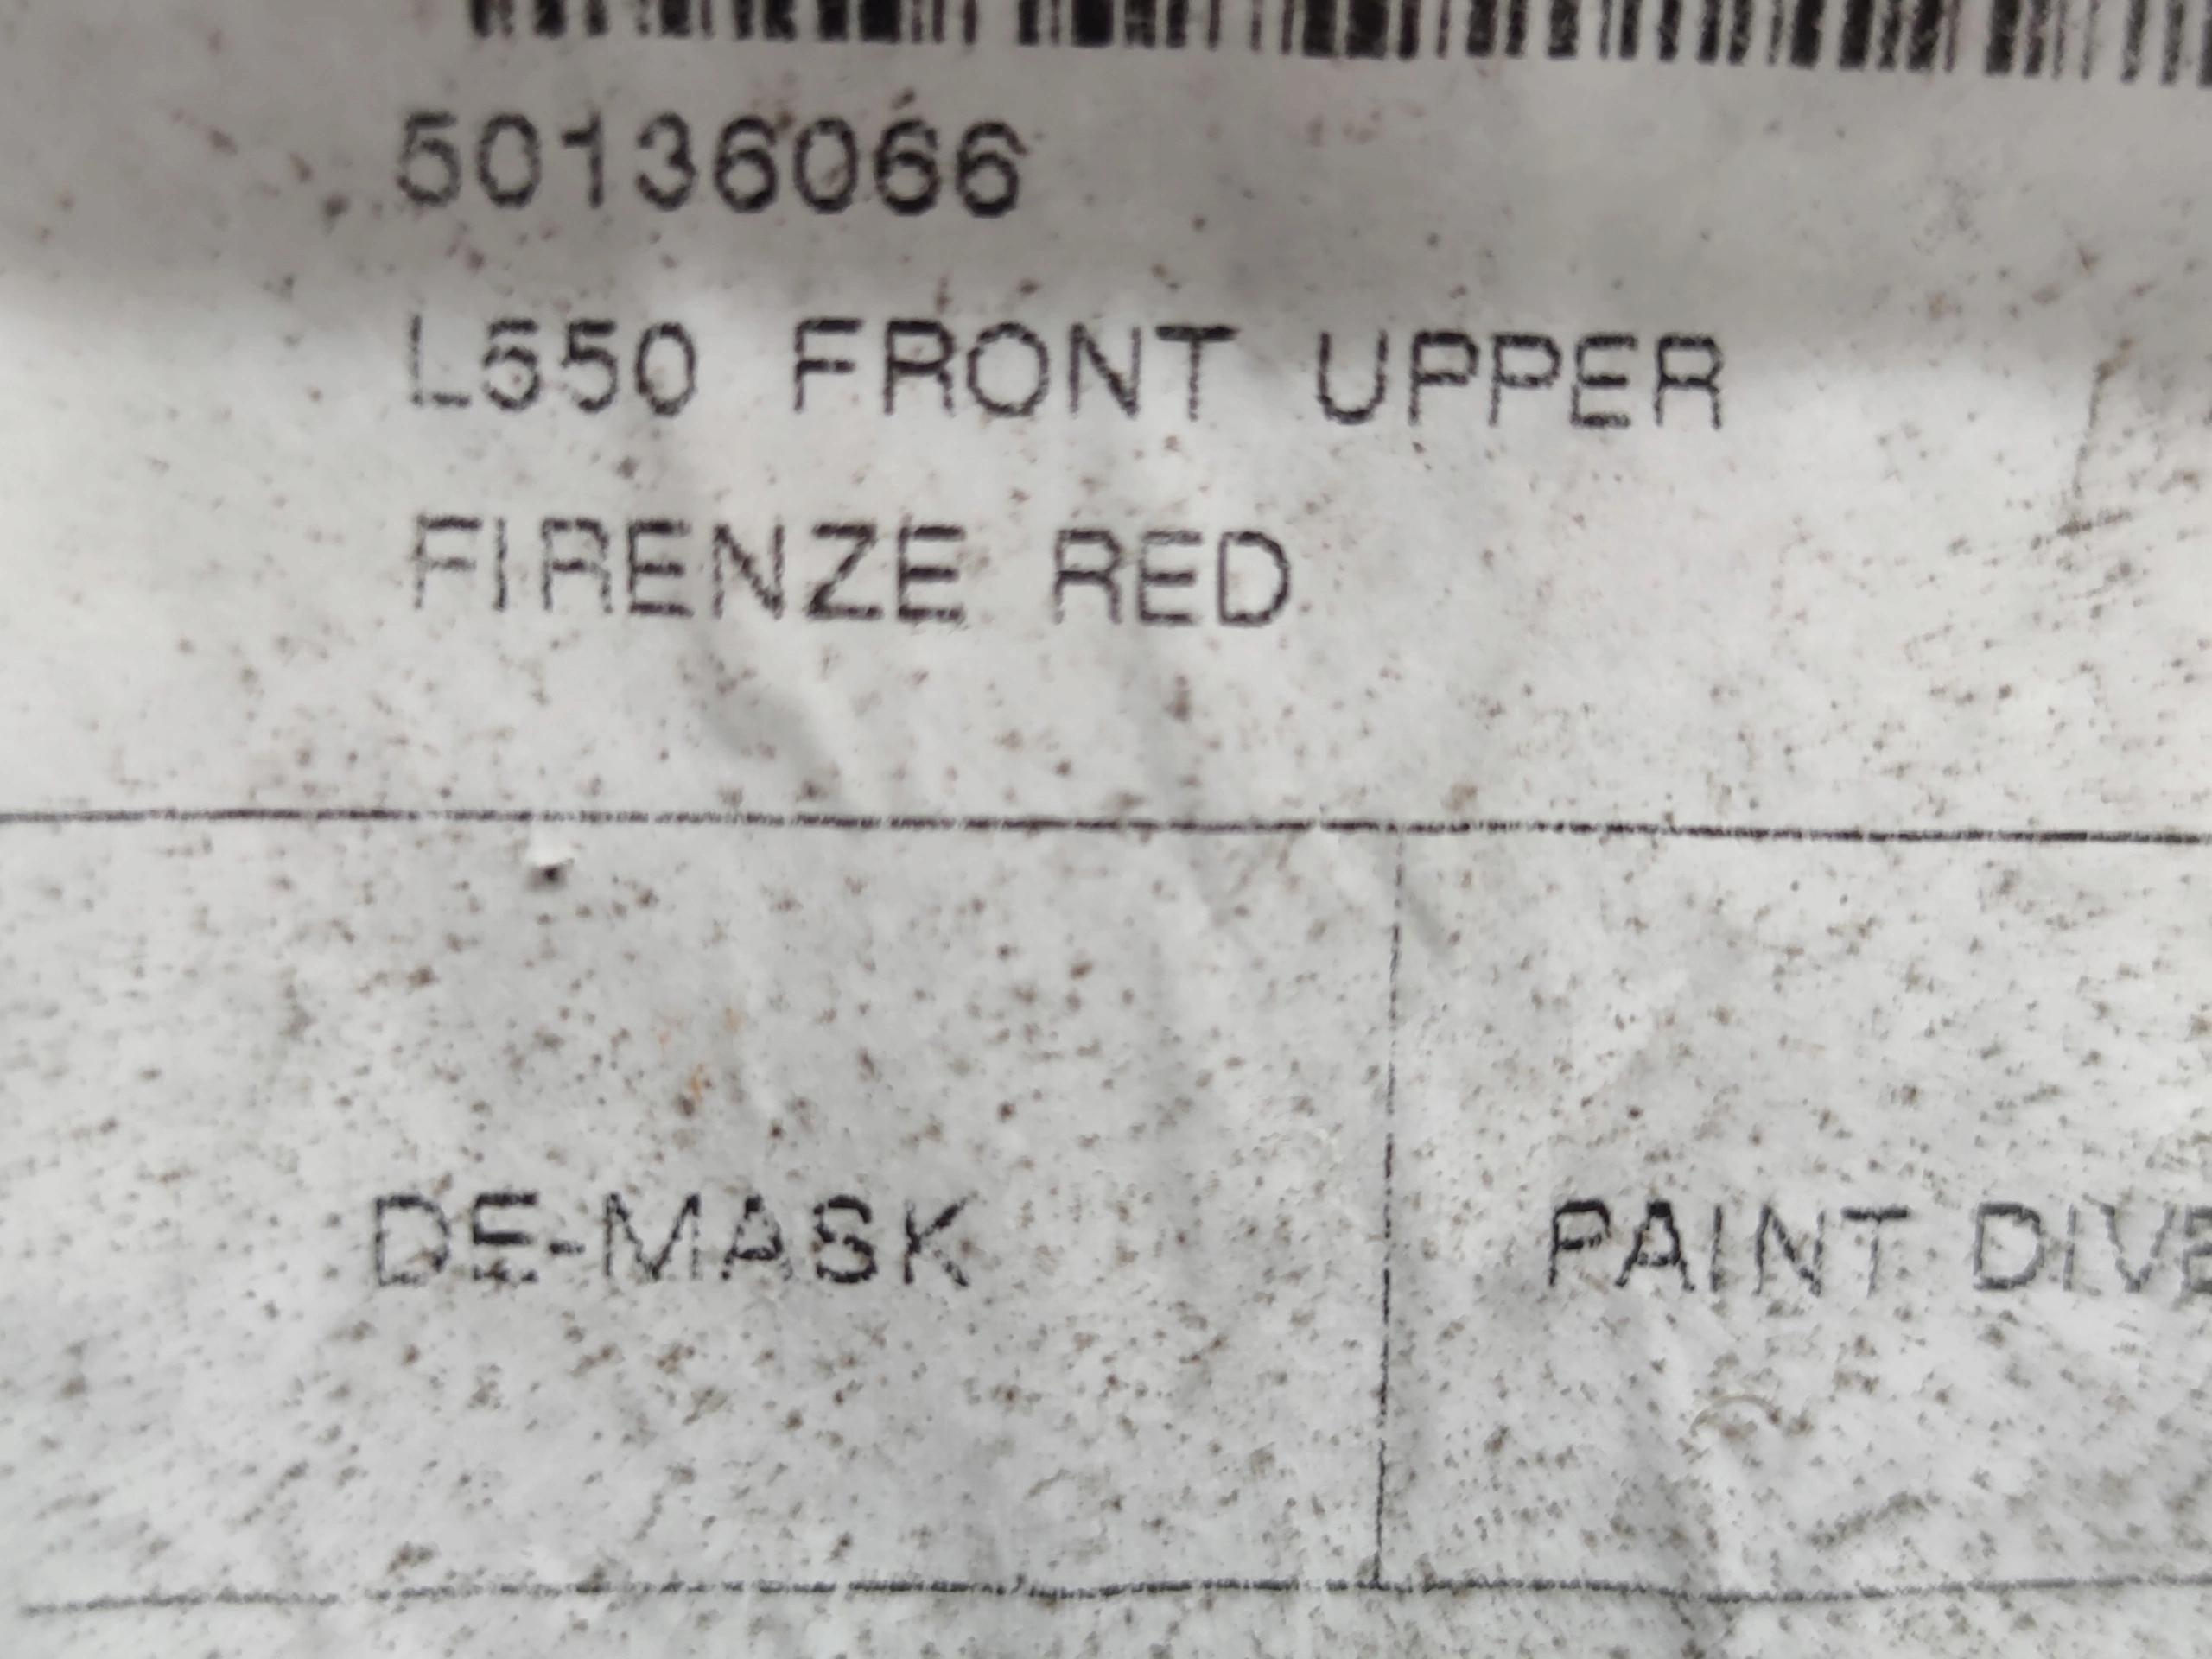 50136066
L550 FRONT UPPER
FIRENZE RED
DE-MASK
PAINT DIVE